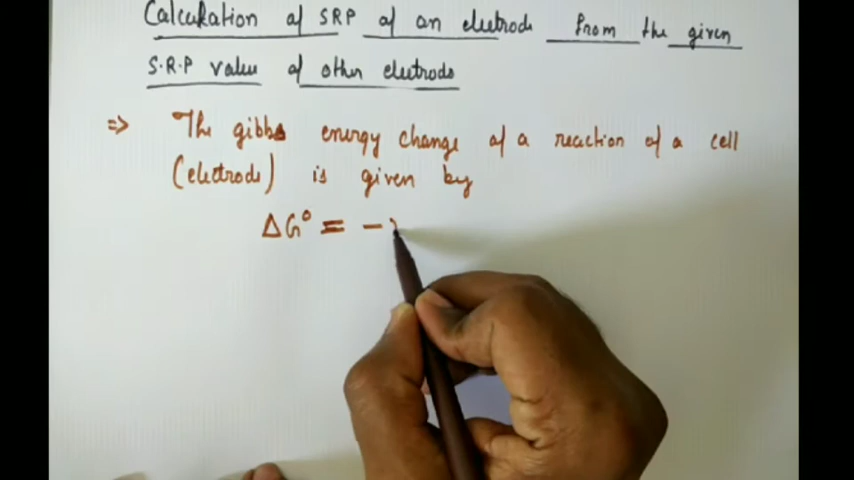 Calculation of SRP of an electrode from the given
S.R.P value of other electrode
⇒ The gibbs energy change of a reaction of a cell
(electrode) is given by
ΔG° = -